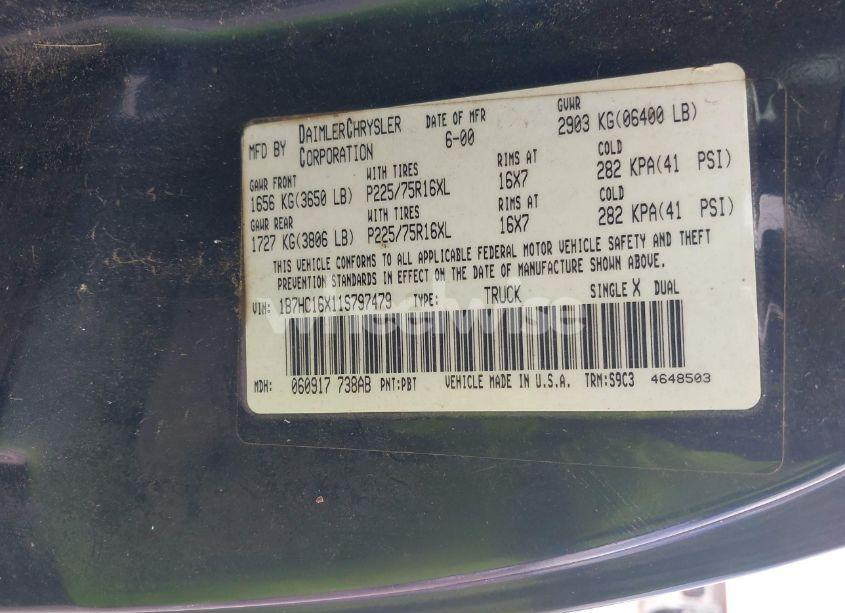 MFD BY DAIMLERCHRYSLER CORPORATION DATE OF MFR 6-00 GVWR 2903 KG(06400 LB)
GAWR FRONT WITH TIRES RIMS AT COLD
1656 KG(3650 LB) P225/75R16XL 16X7 282 KPA(41 PSI)
GAWR REAR WITH TIRES RIMS AT COLD
1727 KG(3806 LB) P225/75R16XL 16X7 282 KPA(41 PSI)
THIS VEHICLE CONFORMS TO ALL APPLICABLE FEDERAL MOTOR VEHICLE SAFETY AND THEFT
PREVENTION STANDARDS IN EFFECT ON THE DATE OF MANUFACTURE SHOWN ABOVE.
VIN: 1B7HC16X11S797479 TYPE: TRUCK SINGLE X DUAL
wheelwise
MDH: 060917 738AB PNT:PBT VEHICLE MADE IN U.S.A. TRM:S9C3 4648503